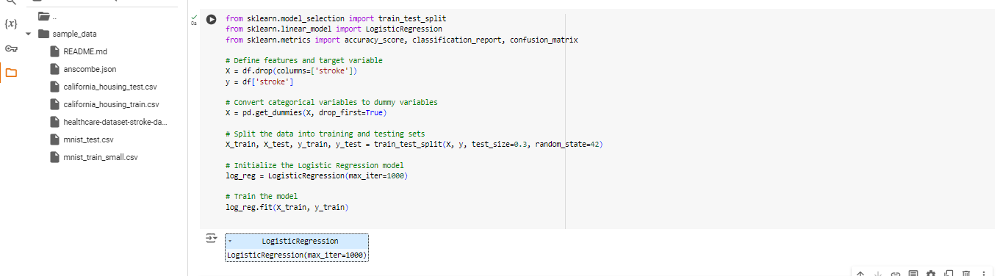 {x}
..
sample_data
README.md
anscombe.json
california_housing_test.csv
california_housing_train.csv
healthcare-dataset-stroke-da...
mnist_test.csv
mnist_train_small.csv
0s
from sklearn.model_selection import train_test_split
from sklearn.linear_model import LogisticRegression
from sklearn.metrics import accuracy_score, classification_report, confusion_matrix
# Define features and target variable
X = df.drop(columns=['stroke'])
y = df['stroke']
# Convert categorical variables to dummy variables
X = pd.get_dummies(X, drop_first=True)
# Split the data into training and testing sets
X_train, X_test, y_train, y_test = train_test_split(X, y, test_size=0.3, random_state=42)
# Initialize the Logistic Regression model
log_reg = LogisticRegression(max_iter=1000)
# Train the model
log_reg.fit(X_train, y_train)
LogisticRegression
LogisticRegression(max_iter=1000)